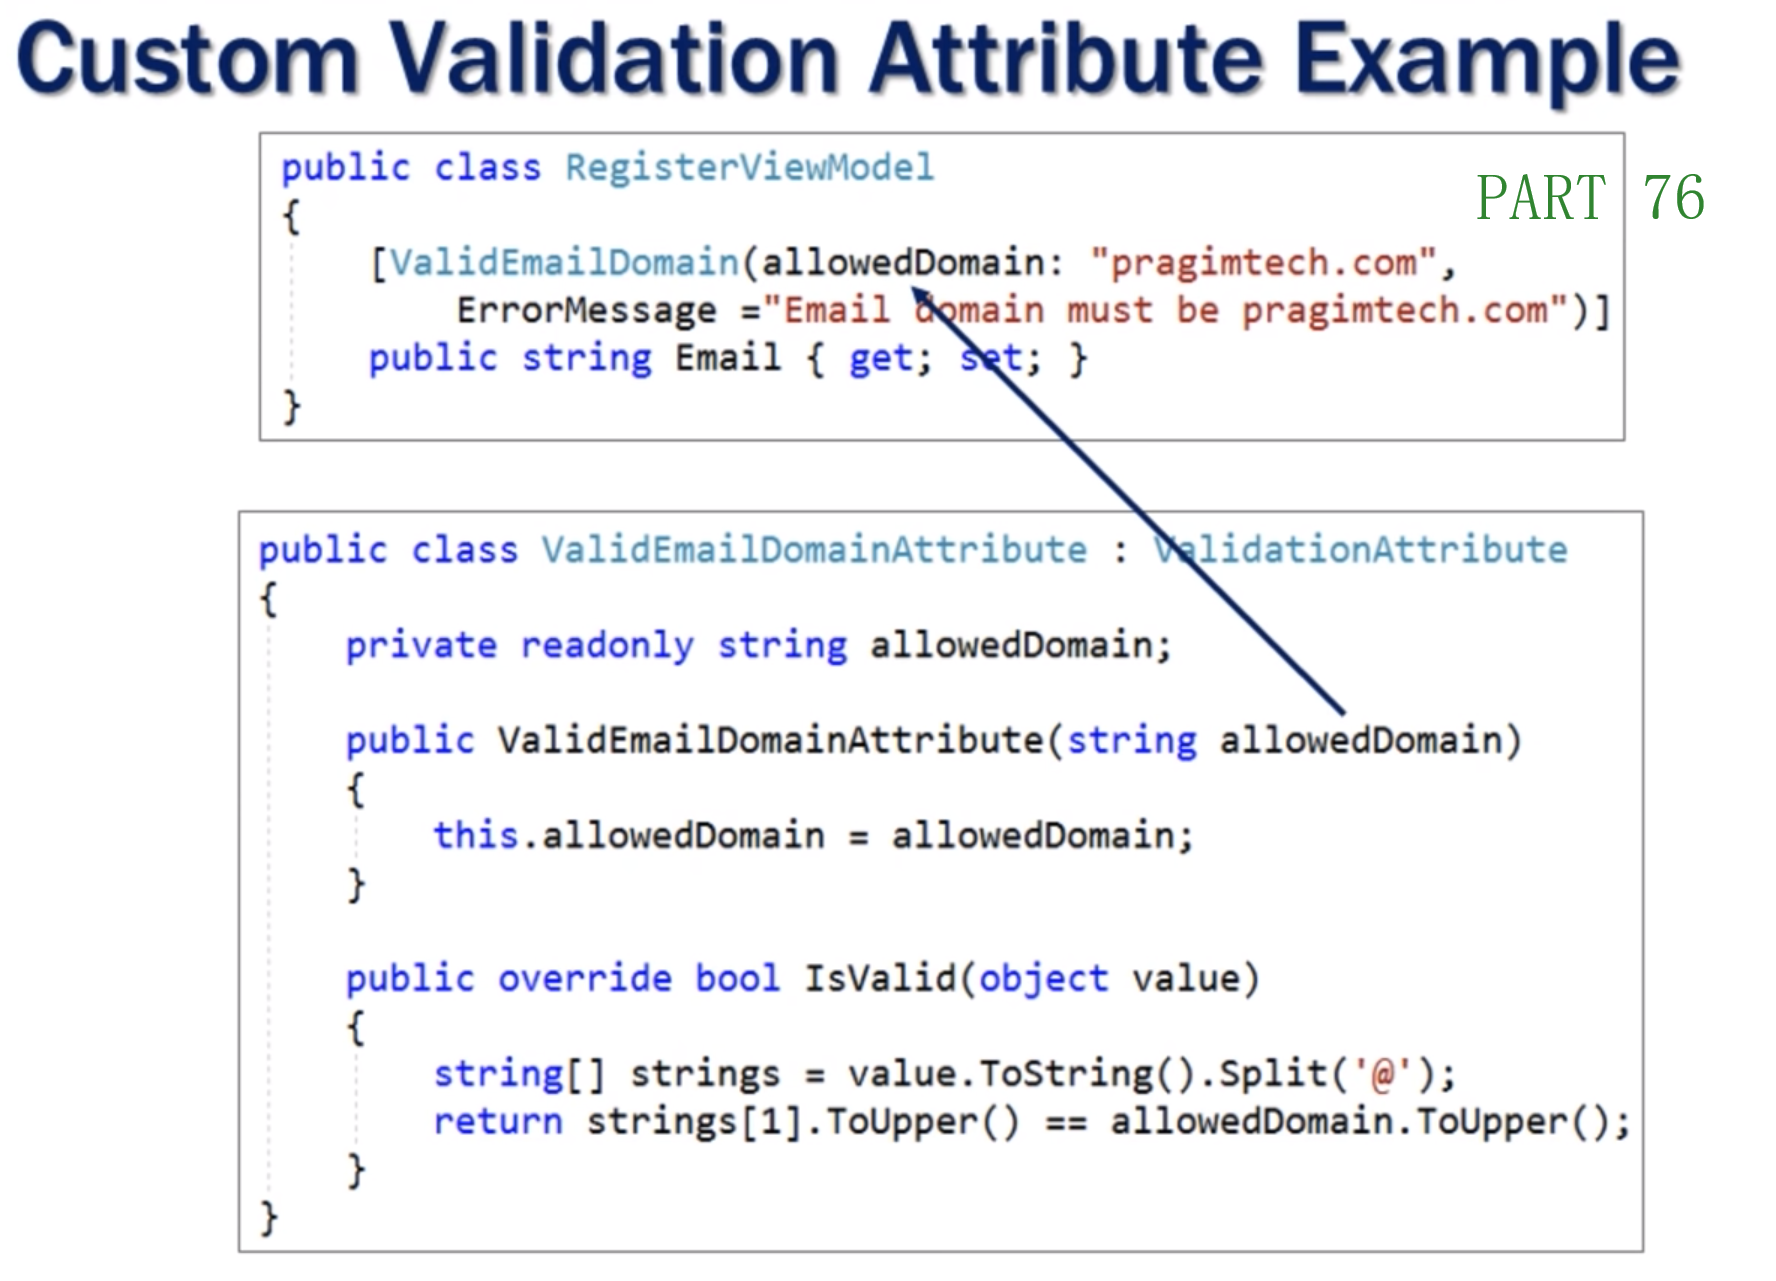 Custom Validation Attribute Example
public class RegisterViewModel
PART 76
{
[ValidEmailDomain(allowedDomain: "pragimtech.com",
ErrorMessage ="Email domain must be pragimtech.com")]
public string Email { get; set; }
}
public class ValidEmailDomainAttribute : ValidationAttribute
{
private readonly string allowedDomain;
public ValidEmailDomainAttribute(string allowedDomain)
{
this.allowedDomain = allowedDomain;
}
public override bool IsValid(object value)
{
string[] strings = value.ToString().Split('@');
return strings[1].ToUpper() == allowedDomain.ToUpper();
}
}